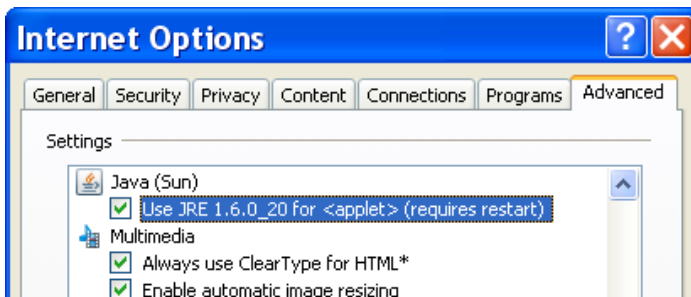 Internet Options
General Security Privacy Content Connections Programs Advanced
Settings
Java (Sun)
Use JRE 1.6.0_20 for <applet> (requires restart)
Multimedia
Always use ClearType for HTML*
Enable automatic image resizing